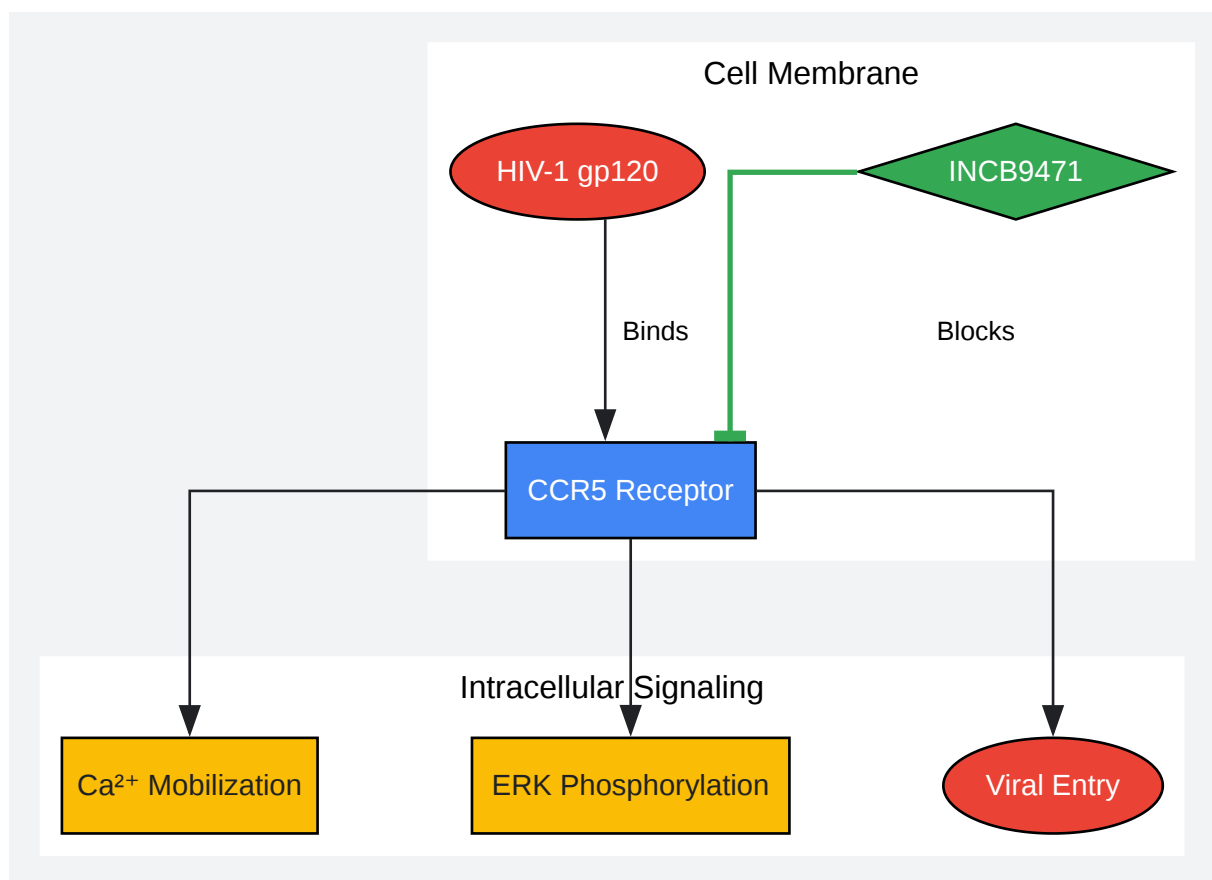 Cell Membrane
HIV-1 gp120
INCB9471
Binds
Blocks
CCR5 Receptor
Intracellular Signaling
Ca²⁺ Mobilization
ERK Phosphorylation
Viral Entry